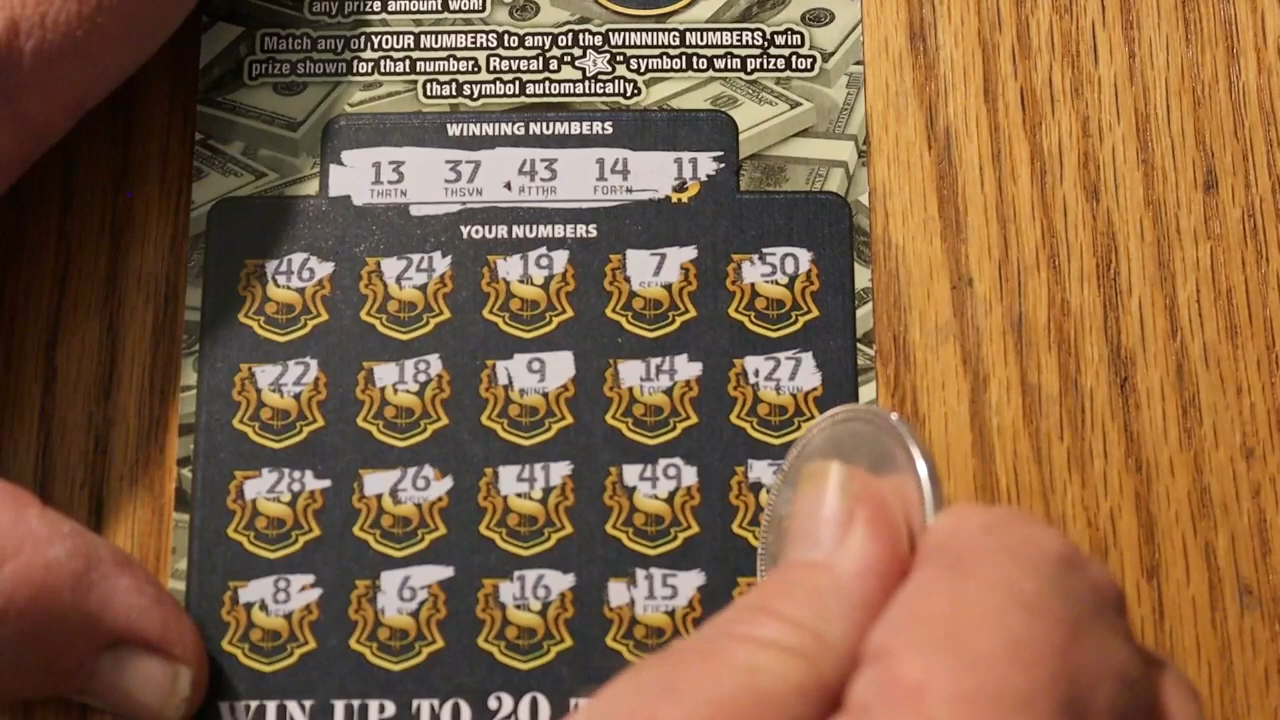 any prize amount won!
Match any of YOUR NUMBERS to any of the WINNING NUMBERS, win
prize shown for that number. Reveal a " " symbol to win prize for
that symbol automatically.
WINNING NUMBERS
13 37 43 14 11
THRTN THSVN FORTN
YOUR NUMBERS
46 24 19 7 50
22 18 9 14 27
28 26 41 49
8 6 16 15
WIN UP TO 20